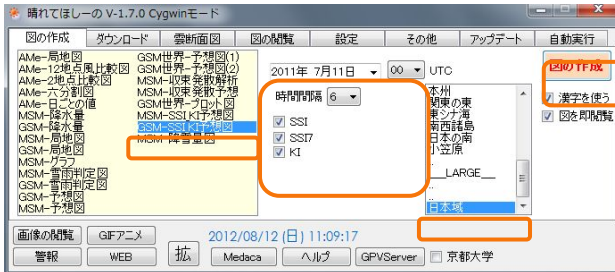 晴れてほしーの V-1.7.0 Cygwinモード
図の作成 ダウンロード 雲断面図 図の閲覧 設定 その他 アップデート 自動実行
AMe-局地図
AMe-12地点風比較図
AMe-2地点比較図
AMe-六分割図
AMe-日ごとの値
MSM-降水量
GSM-降水量
MSM-局地図
GSM-局地図
MSM-グラフ
MSM-雪雨判定図
GSM-雪雨判定図
MSM-予想図
GSM-予想図
GSM世界-予想図(1)
GSM世界-予想図(2)
MSM-収束発散解析
MSM-収束発散予想
GSM世界-プロット図
MSM-SSI,KI予想図
GSM-SSI,KI予想図
MSM-降雪量図
2011年 7月11日 00 UTC
時間間隔 6
SSI
SSI7
KI
本州
関東の東
東シナ海
南西諸島
日本の南
小笠原
..
__LARGE__
..
日本域
図の作成
漢字を使う
図を即閲覧
画像の閲覧 GIFアニメ 2012/08/12 (日) 11:09:17
警報 WEB 拡 Medaca ヘルプ GPVServer 京都大学